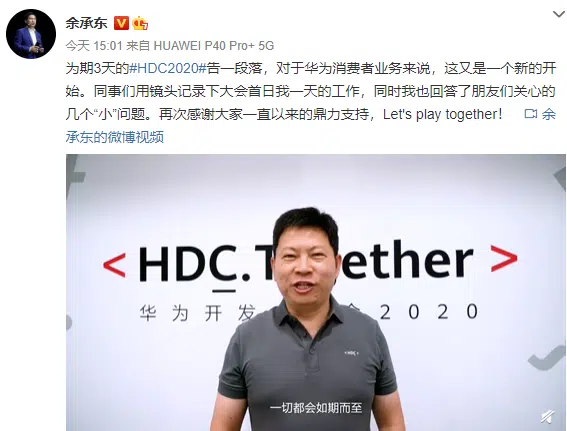 余承东
今天 15:01 来自 HUAWEI P40 Pro+ 5G
为期3天的#HDC2020#告一段落，对于华为消费者业务来说，这又是一个新的开
始。同事们用镜头记录下大会首日我一天的工作，同时我也回答了朋友们关心的
几个“小”问题。再次感谢大家一直以来的鼎力支持，Let's play together！ 余
承东的微博视频
< HDC.T gether >
华为开发 会2020
<HDC>
一切都会如期而至